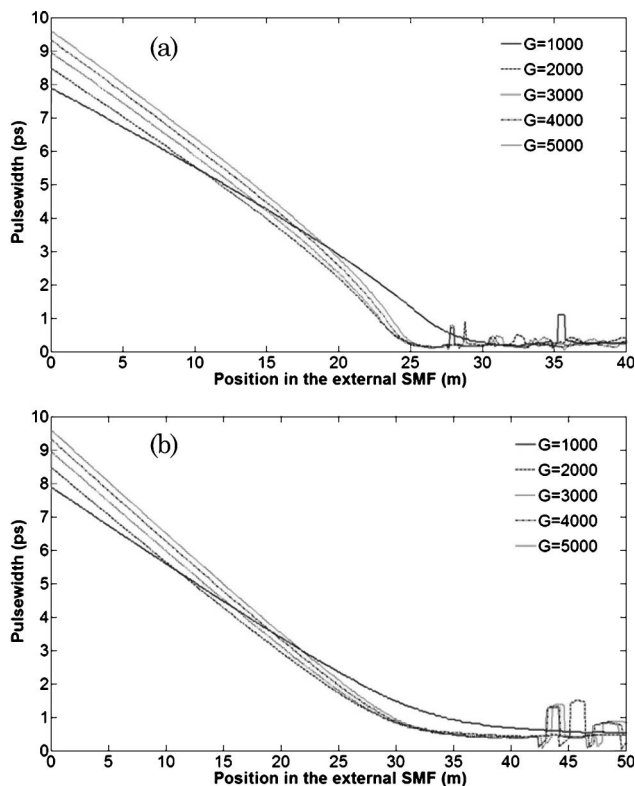 (a)
G=1000
G=2000
G=3000
G=4000
G=5000
Pulsewidth (ps)
10
9
8
7
6
5
4
3
2
1
0
0 5 10 15 20 25 30 35 40
Position in the external SMF (m)
(b)
G=1000
G=2000
G=3000
G=4000
G=5000
Pulsewidth (ps)
10
9
8
7
6
5
4
3
2
1
0
0 5 10 15 20 25 30 35 40 45 50
Position in the external SMF (m)